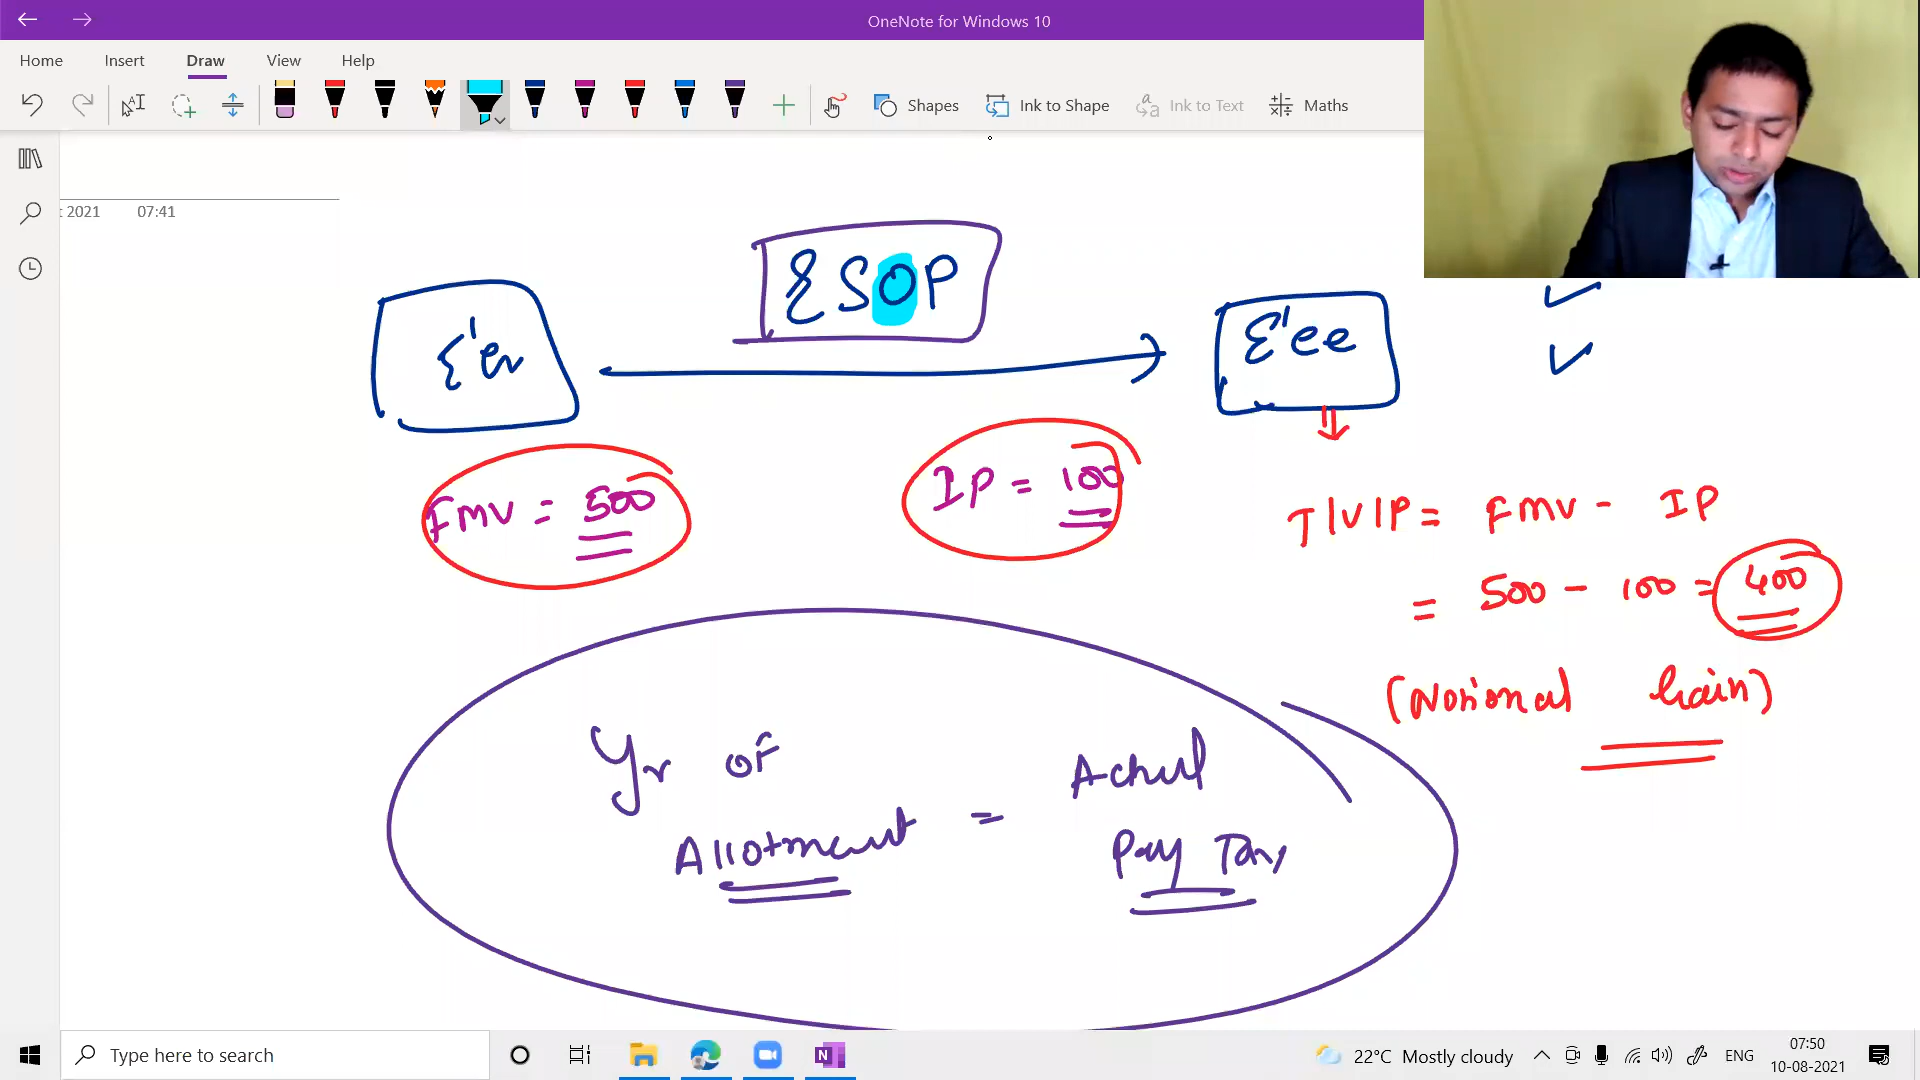 OneNote for Windows 10
Home Insert Draw View Help
Shapes Ink to Shape Ink to Text Maths
t 2021 07:41
ESOP
E'er
E'ee
FMV = 500
IP = 100
T/V/P = FMV - IP
= 500 - 100 = 400
(Notional Gain)
Yr of Actual
Allotment = Pay Tax
Type here to search
N
22°C Mostly cloudy
ENG
07:50
10-08-2021